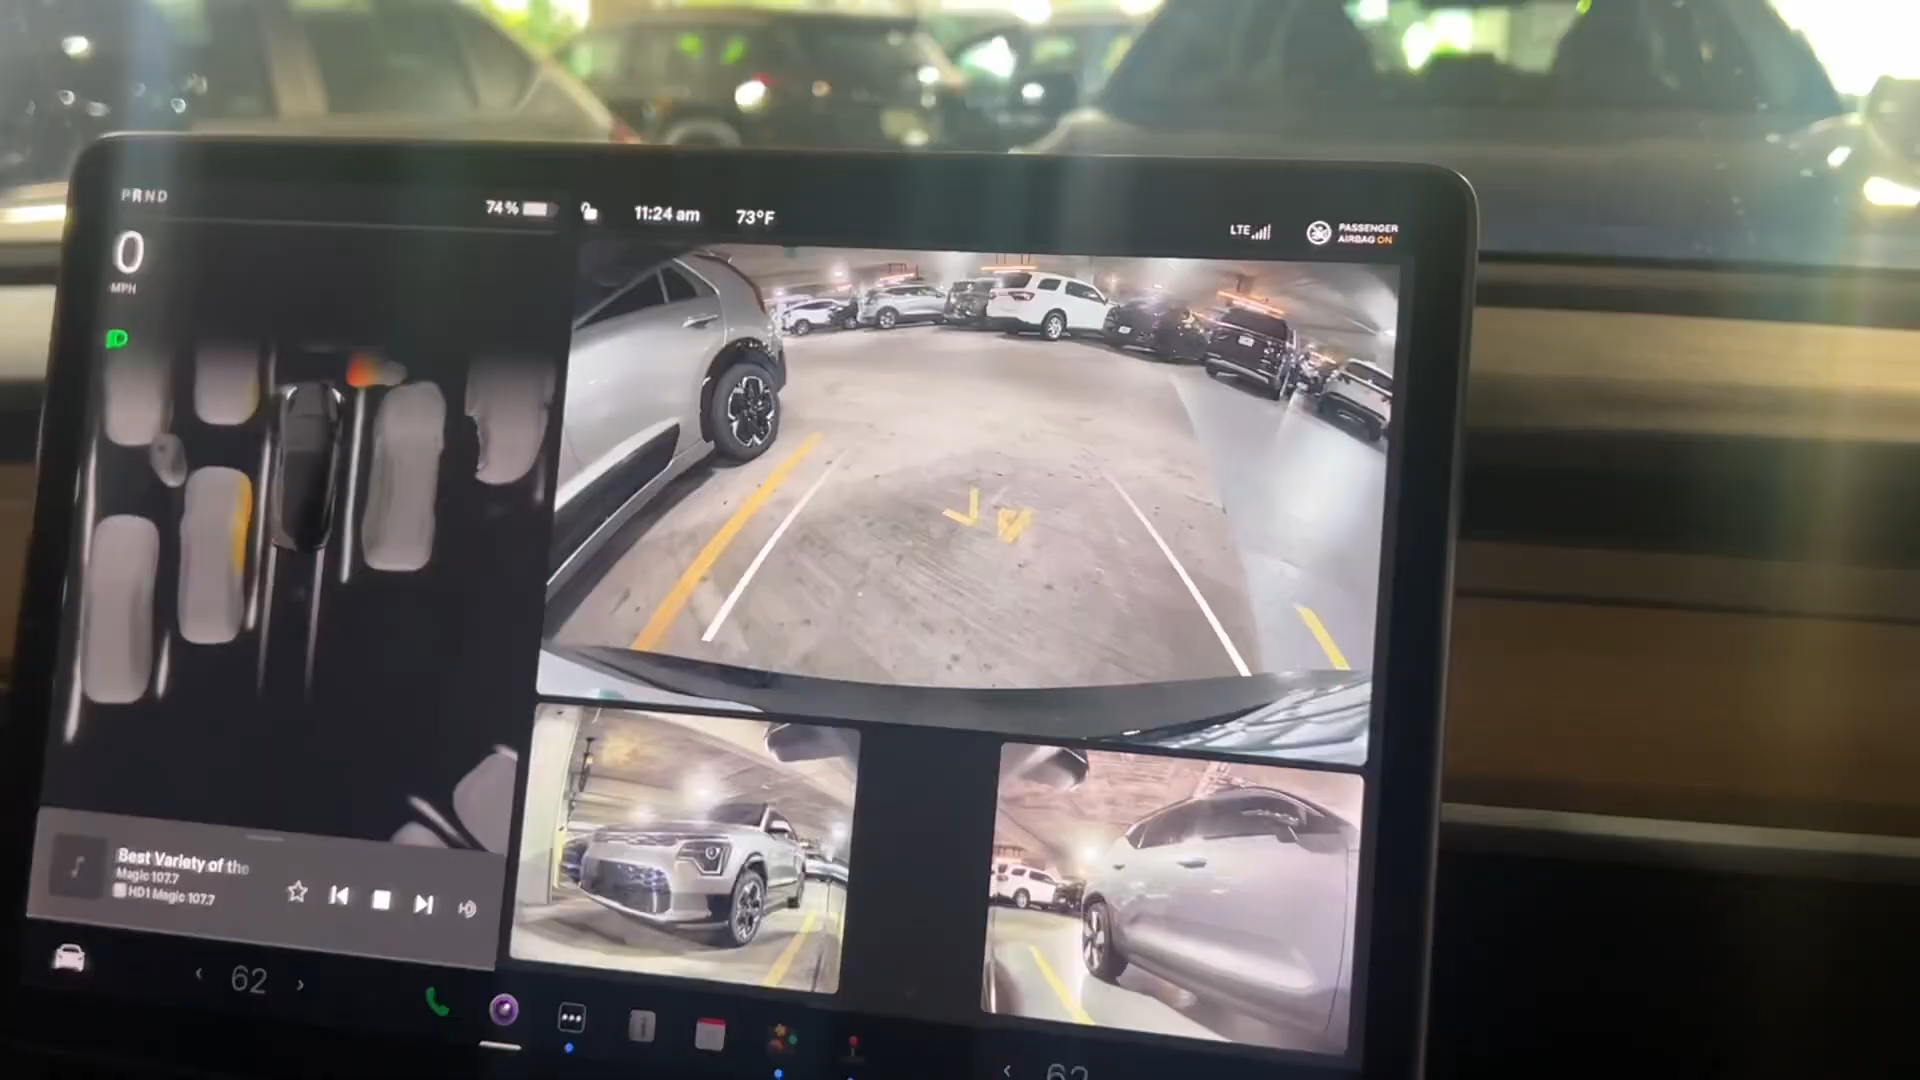 PRND
74%
11:24 am
73°F
LTE
PASSENGER
AIRBAG ON
0
MPH
Best Variety of the
Magic 107.7
HD1 Magic 107.7
62
62